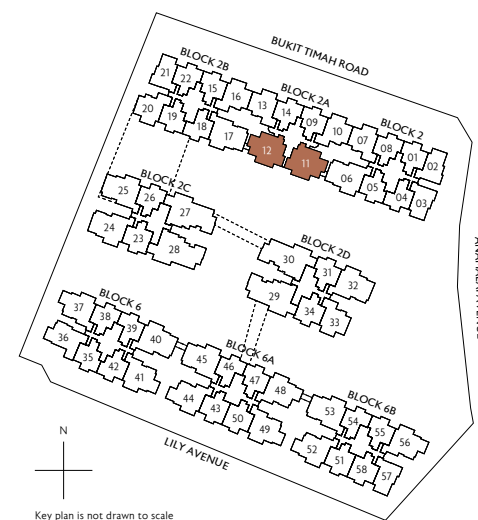 BUKIT TIMAH ROAD
BLOCK 2B
21 22 15 16 13 14 09 10 07 08 01 02
BLOCK 2A
BLOCK 2
20 19 18 17 12 11 06 05 04 03
BLOCK 2C
25 26 27
24 23 28
BLOCK 2D
30 31 32
29 34 33
BLOCK 6
37 38 39 40
36 35 42 41
BLOCK 6A
45 46 47 48
44 43 50 49
BLOCK 6B
53 54 55 56
52 51 58 57
LILY AVENUE
N
Key plan is not drawn to scale